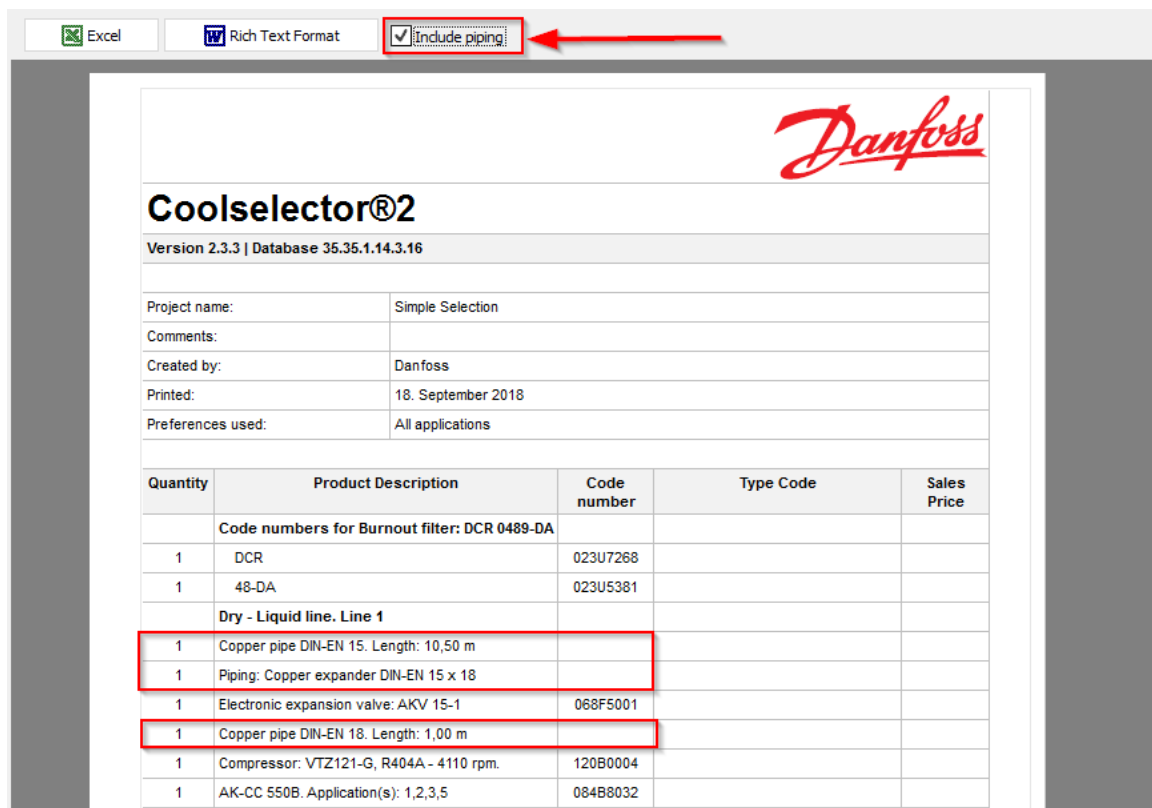 Excel Rich Text Format Include piping
Danfoss
Coolselector®2
Version 2.3.3 | Database 35.35.1.14.3.16
Project name: Simple Selection
Comments:
Created by: Danfoss
Printed: 18. September 2018
Preferences used: All applications
Quantity Product Description Code number Type Code Sales Price
Code numbers for Burnout filter: DCR 0489-DA
1 DCR 023U7268
1 48-DA 023U5381
Dry - Liquid line. Line 1
1 Copper pipe DIN-EN 15. Length: 10,50 m
1 Piping: Copper expander DIN-EN 15 x 18
1 Electronic expansion valve: AKV 15-1 068F5001
1 Copper pipe DIN-EN 18. Length: 1,00 m
1 Compressor: VTZ121-G, R404A - 4110 rpm. 120B0004
1 AK-CC 550B. Application(s): 1,2,3,5 084B8032